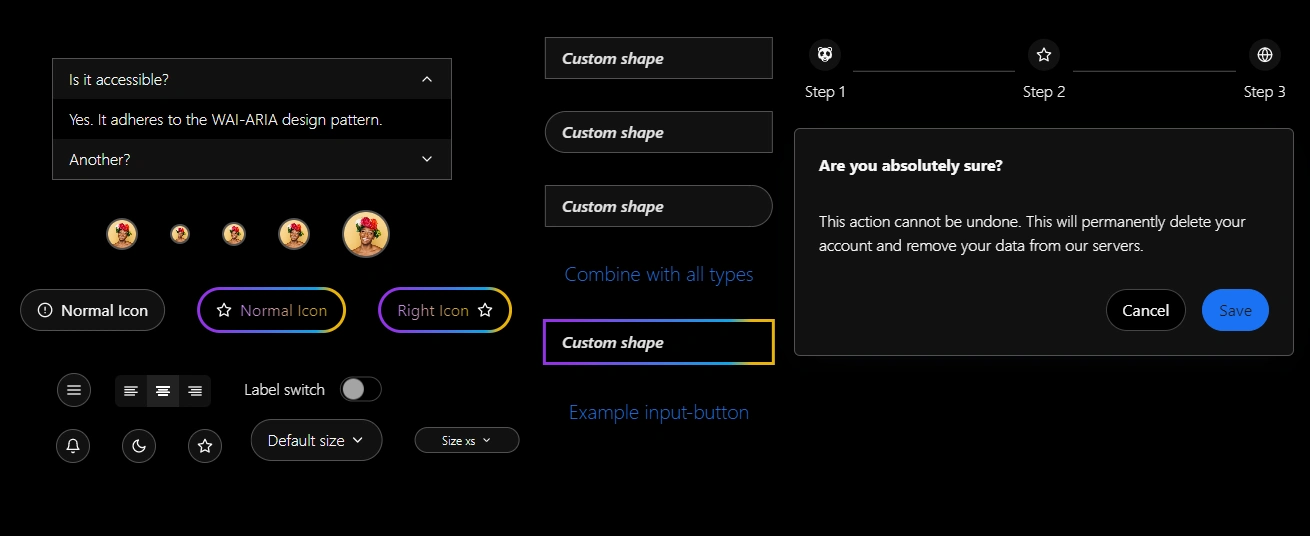 Is it accessible?
Yes. It adheres to the WAI-ARIA design pattern.
Another?
Normal Icon
Normal Icon
Right Icon
Label switch
Default size
Size xs
Custom shape
Custom shape
Custom shape
Combine with all types
Custom shape
Example input-button
Step 1
Step 2
Step 3
Are you absolutely sure?
This action cannot be undone. This will permanently delete your
account and remove your data from our servers.
Cancel
Save